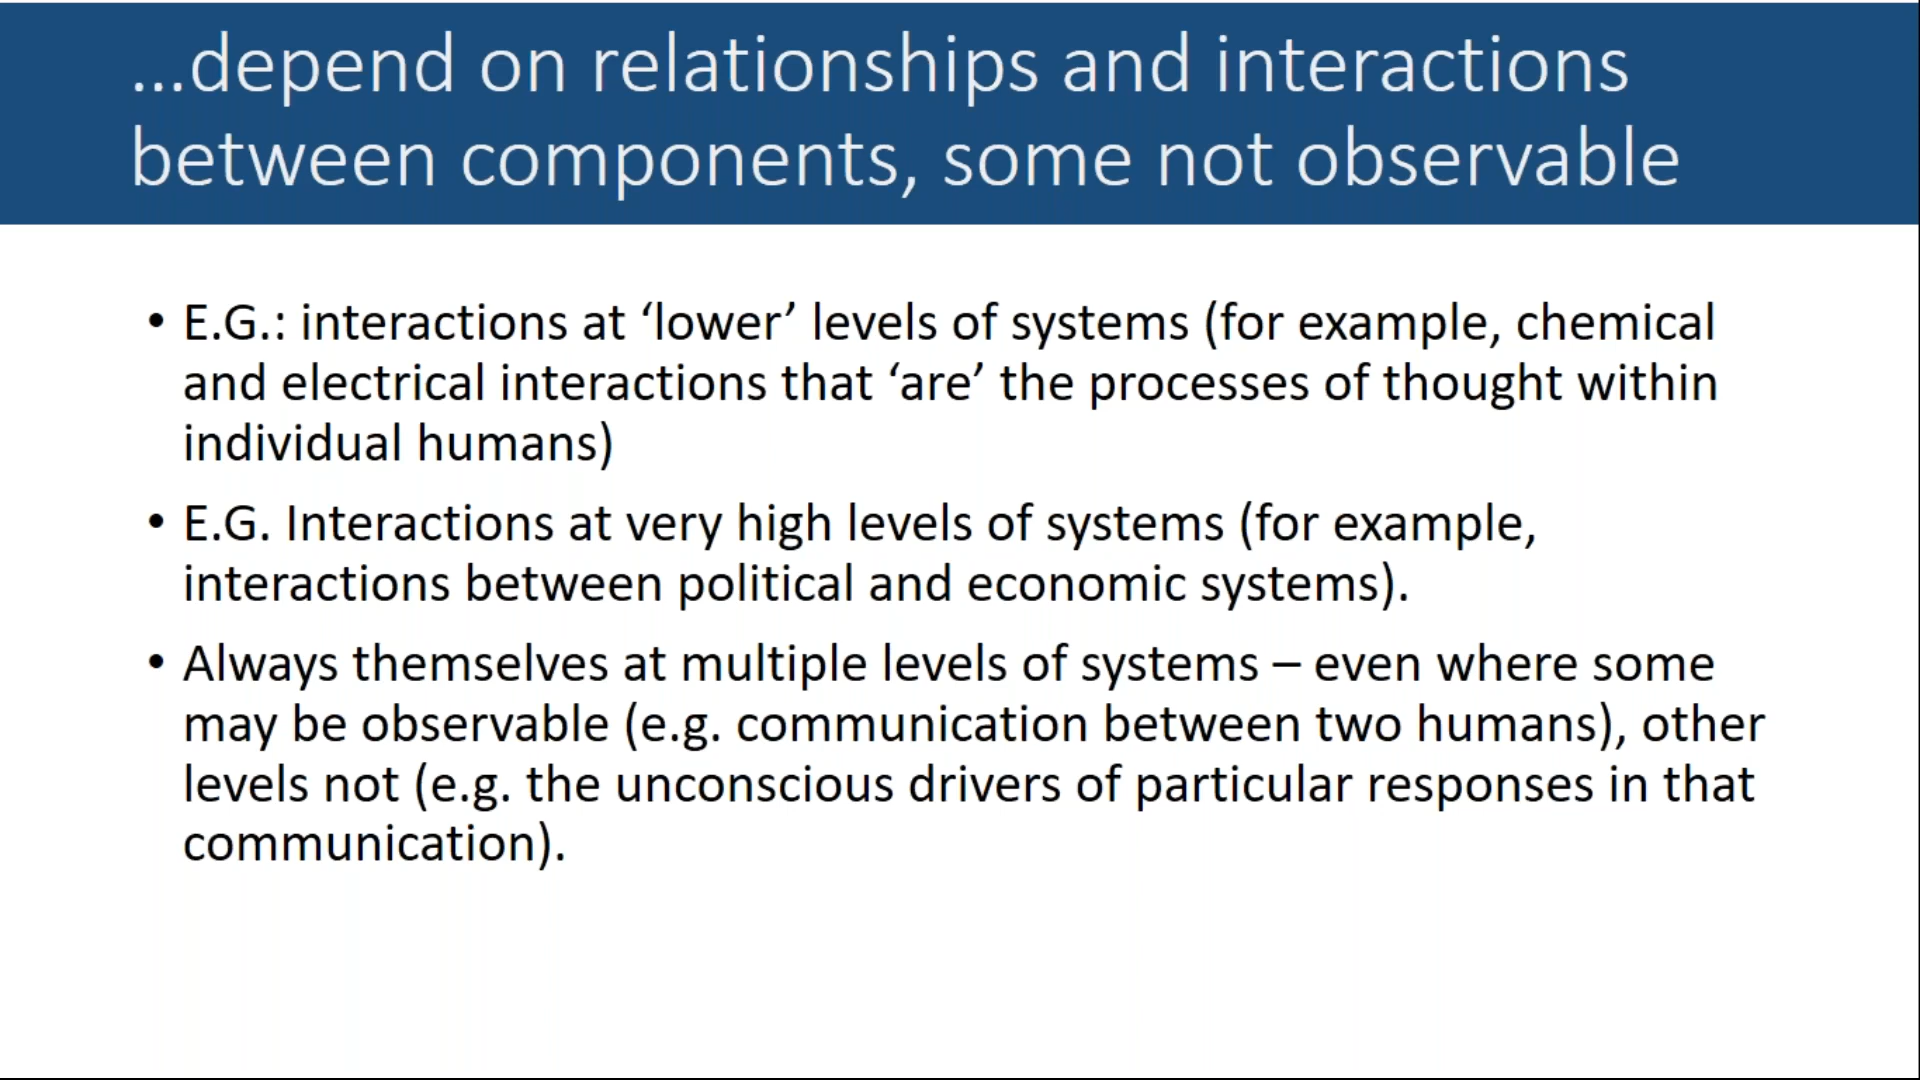 …depend on relationships and interactions
between components, some not observable
• E.G.: interactions at ‘lower’ levels of systems (for example, chemical
and electrical interactions that ‘are’ the processes of thought within
individual humans)
• E.G. Interactions at very high levels of systems (for example,
interactions between political and economic systems).
• Always themselves at multiple levels of systems – even where some
may be observable (e.g. communication between two humans), other
levels not (e.g. the unconscious drivers of particular responses in that
communication).